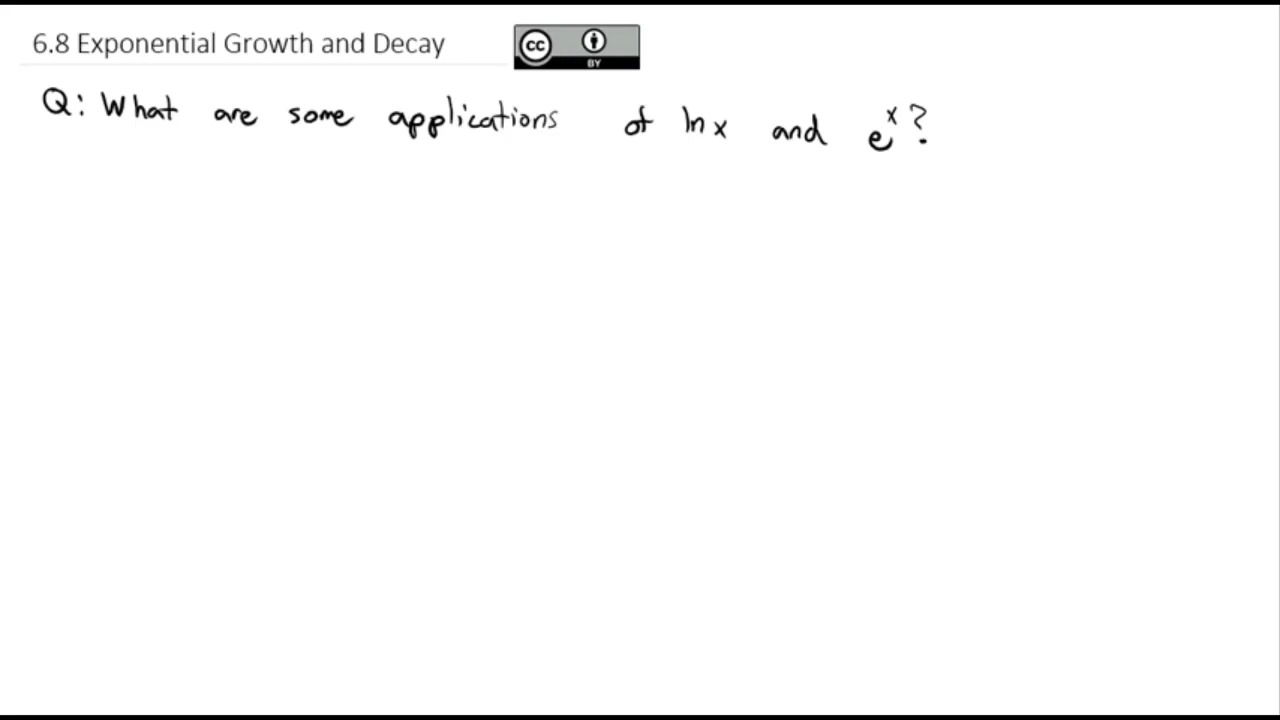 6.8 Exponential Growth and Decay
cc BY
Q: What are some applications of ln x and e^x?